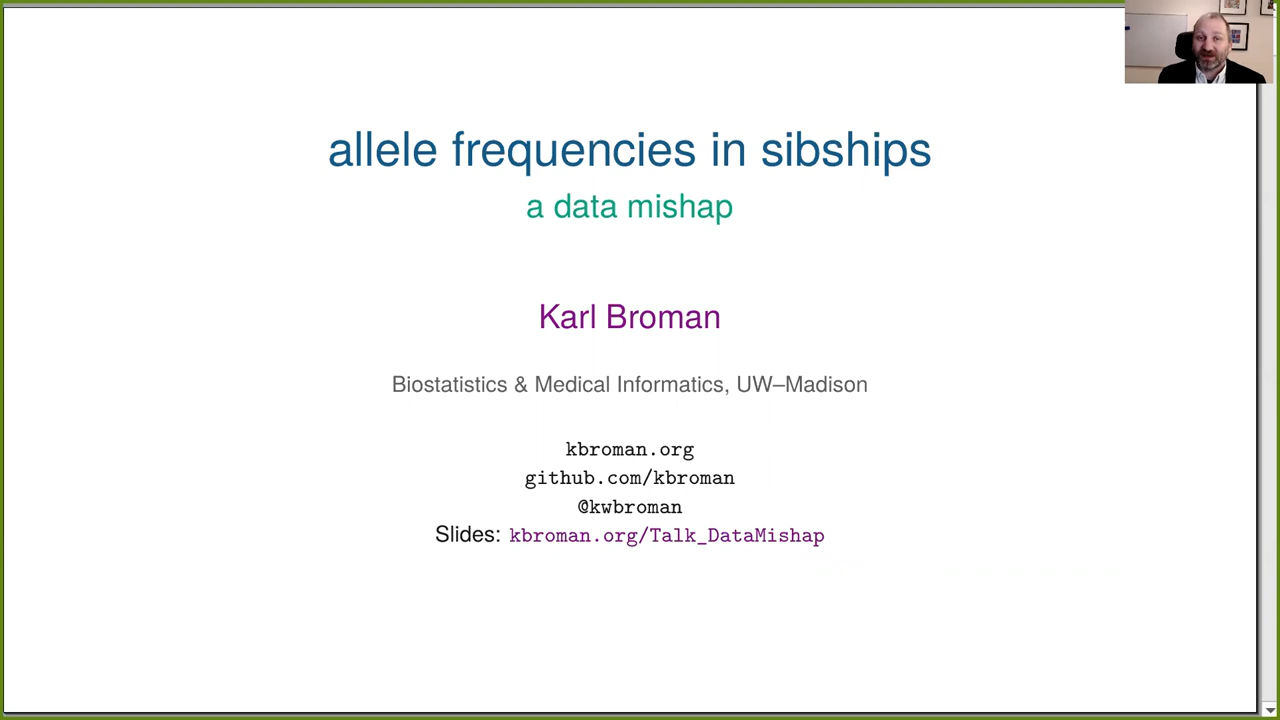 allele frequencies in sibships
a data mishap
Karl Broman
Biostatistics & Medical Informatics, UW–Madison
kbroman.org
github.com/kbroman
@kwbroman
Slides: kbroman.org/Talk_DataMishap